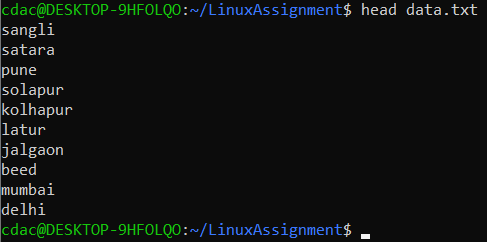 cdac@DESKTOP-9HFOLQO:~/LinuxAssignment$ head data.txt
sangli
satara
pune
solapur
kolhapur
latur
jalgaon
beed
mumbai
delhi
cdac@DESKTOP-9HFOLQO:~/LinuxAssignment$